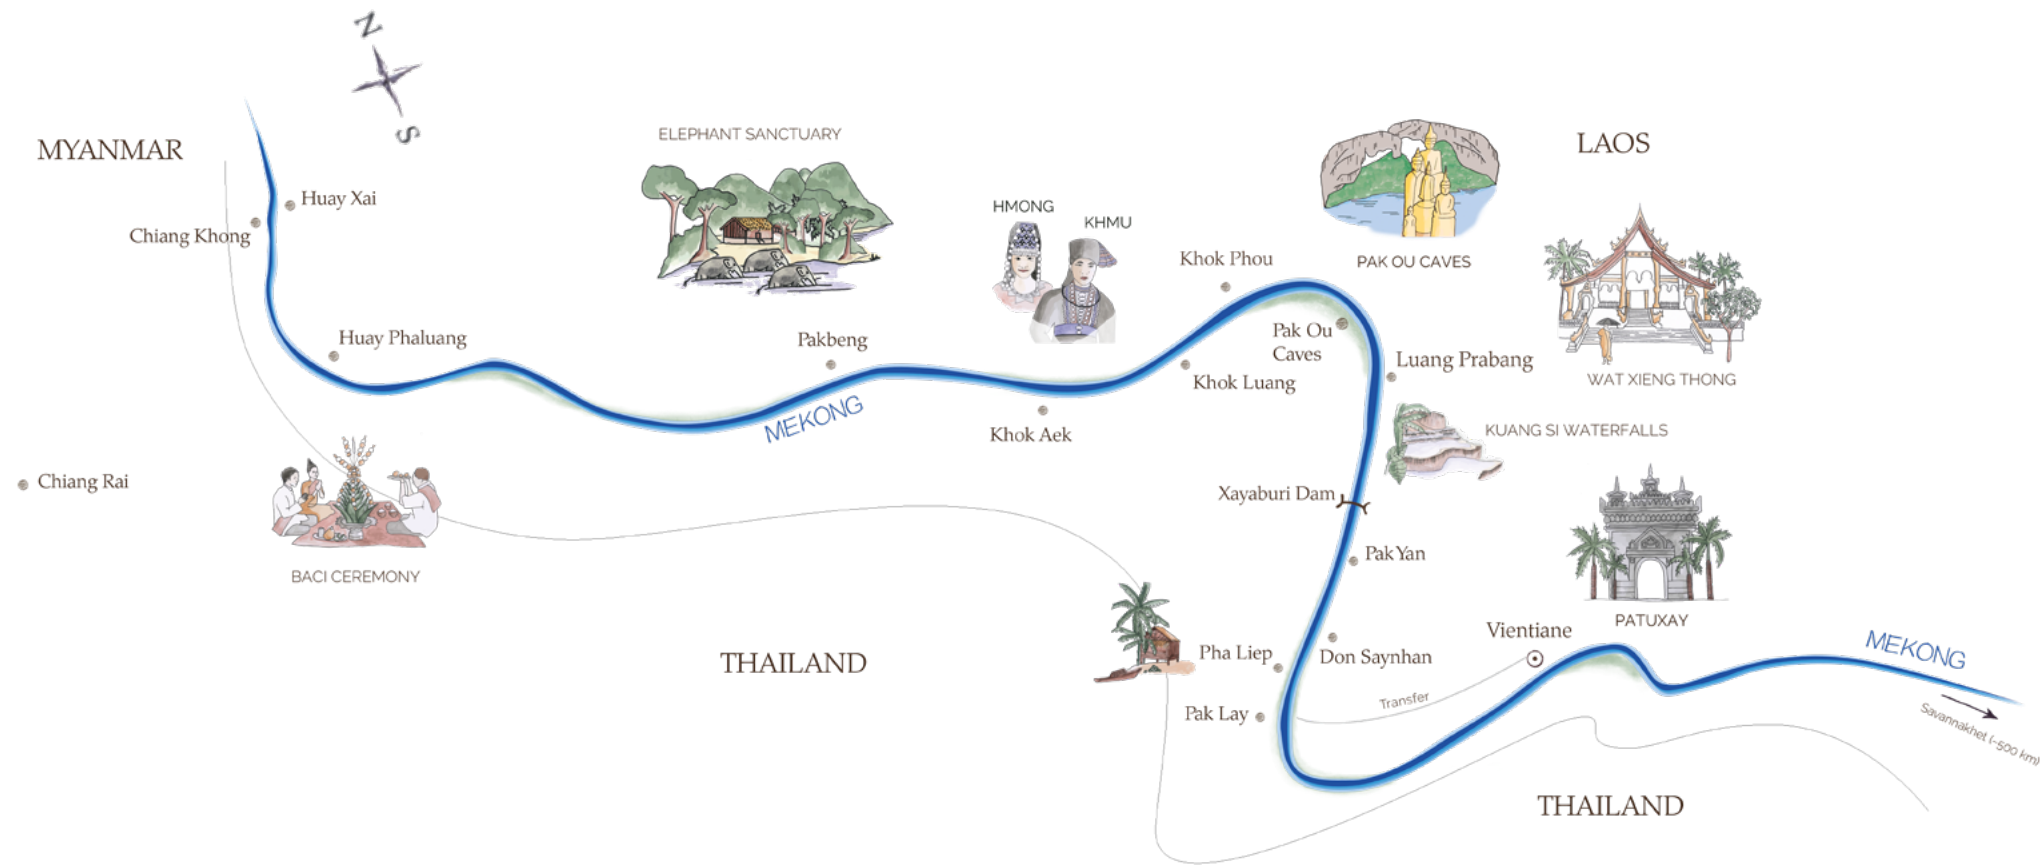 N
S
MYANMAR
ELEPHANT SANCTUARY
LAOS
Huay Xai
Chiang Khong
HMONG
KHMU
Khok Phou
PAK OU CAVES
Huay Phaluang
Pakbeng
Pak Ou
Caves
Luang Prabang
Khok Luang
WAT XIENG THONG
MEKONG
Khok Aek
KUANG SI WATERFALLS
Chiang Rai
Xayaburi Dam
Pak Yan
BACI CEREMONY
PATUXAY
Vientiane
MEKONG
THAILAND
Pha Liep
Don Saynhan
Transfer
Pak Lay
Savannakhet (~500 km)
THAILAND